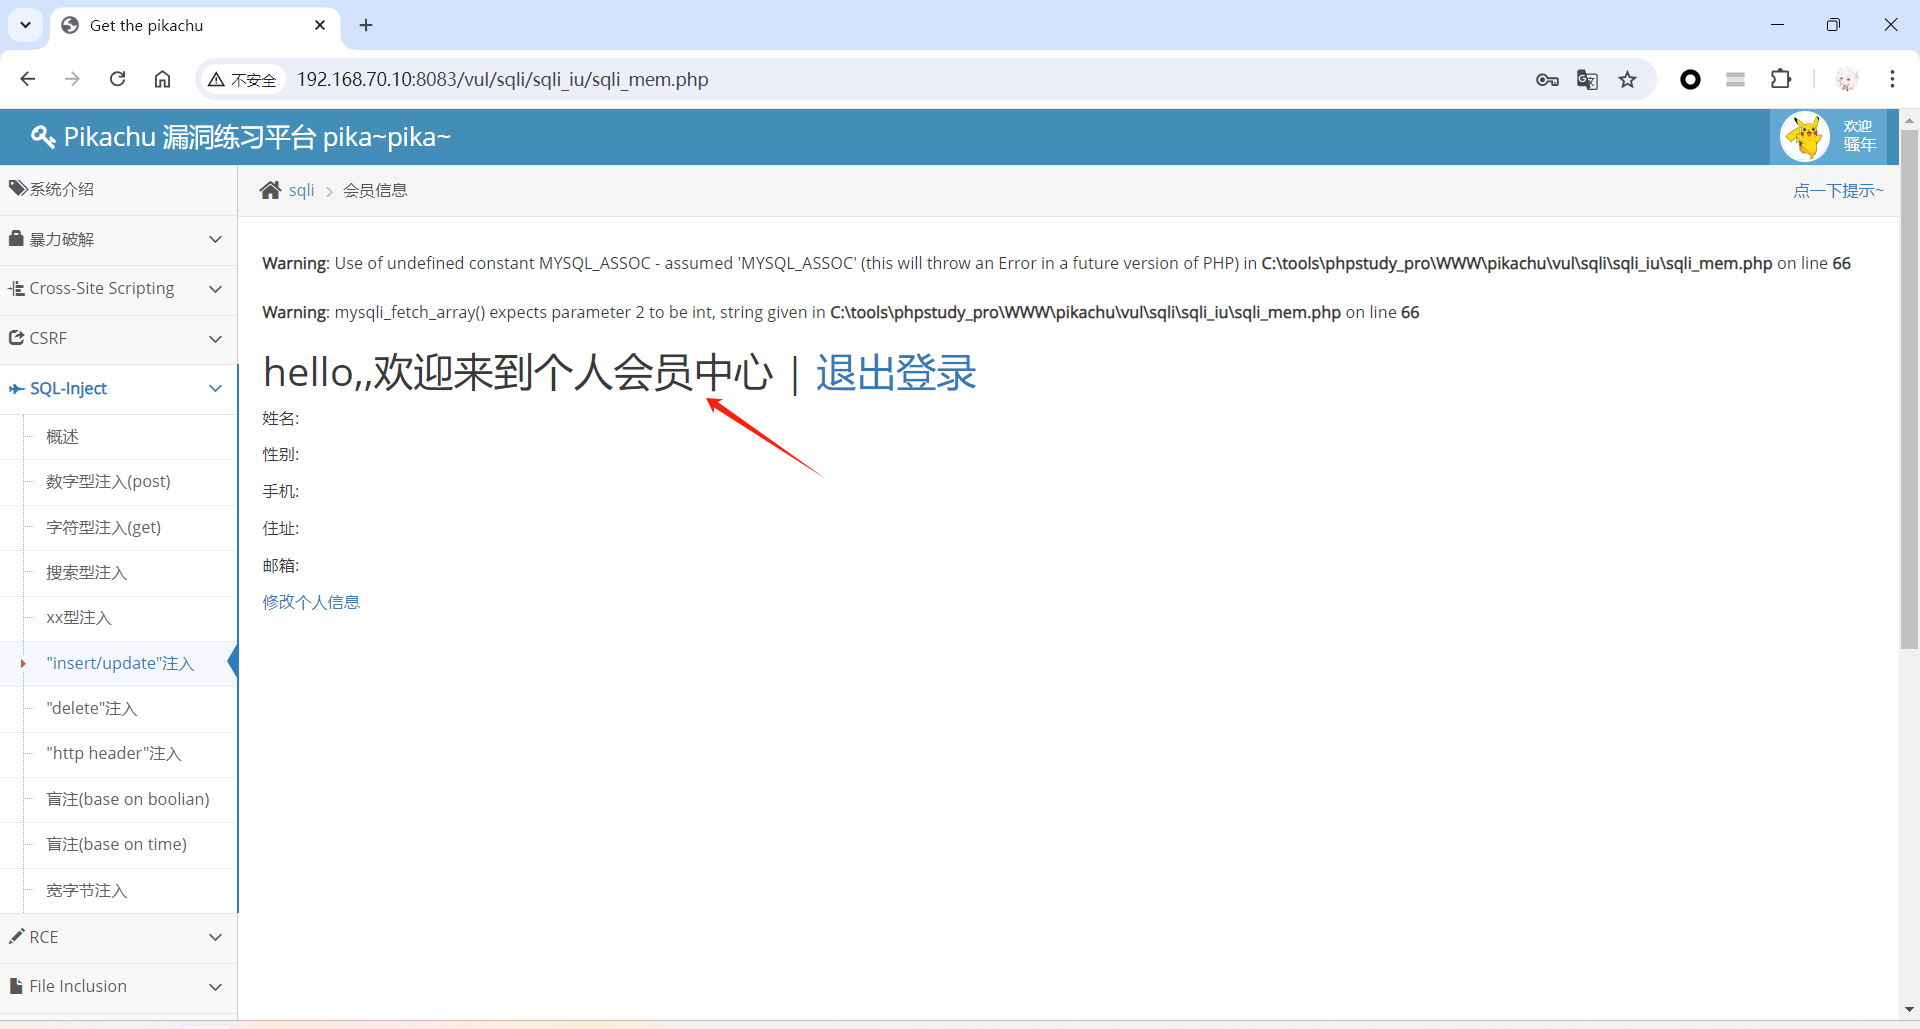 Get the pikachu
不安全 192.168.70.10:8083/vul/sqli/sqli_iu/sqli_mem.php
Pikachu 漏洞练习平台 pika~pika~
欢迎
骚年
系统介绍
暴力破解
Cross-Site Scripting
CSRF
SQL-Inject
概述
数字型注入(post)
字符型注入(get)
搜索型注入
xx型注入
"insert/update"注入
"delete"注入
"http header"注入
盲注(base on boolian)
盲注(base on time)
宽字节注入
RCE
File Inclusion
sqli > 会员信息
点一下提示~
Warning: Use of undefined constant MYSQL_ASSOC - assumed 'MYSQL_ASSOC' (this will throw an Error in a future version of PHP) in C:\tools\phpstudy_pro\WWW\pikachu\vul\sqli\sqli_iu\sqli_mem.php on line 66
Warning: mysqli_fetch_array() expects parameter 2 to be int, string given in C:\tools\phpstudy_pro\WWW\pikachu\vul\sqli\sqli_iu\sqli_mem.php on line 66
hello,,欢迎来到个人会员中心 | 退出登录
姓名:
性别:
手机:
住址:
邮箱:
修改个人信息